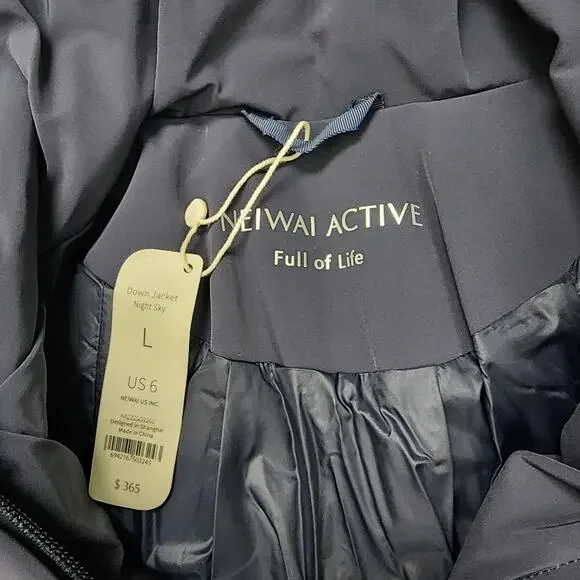 NEIWAI ACTIVE
Full of Life
Down Jacket
Night Sky
L
US 6
NEIWAI US INC.
Designed in Shanghai
Made in China
6942167503243
$ 365